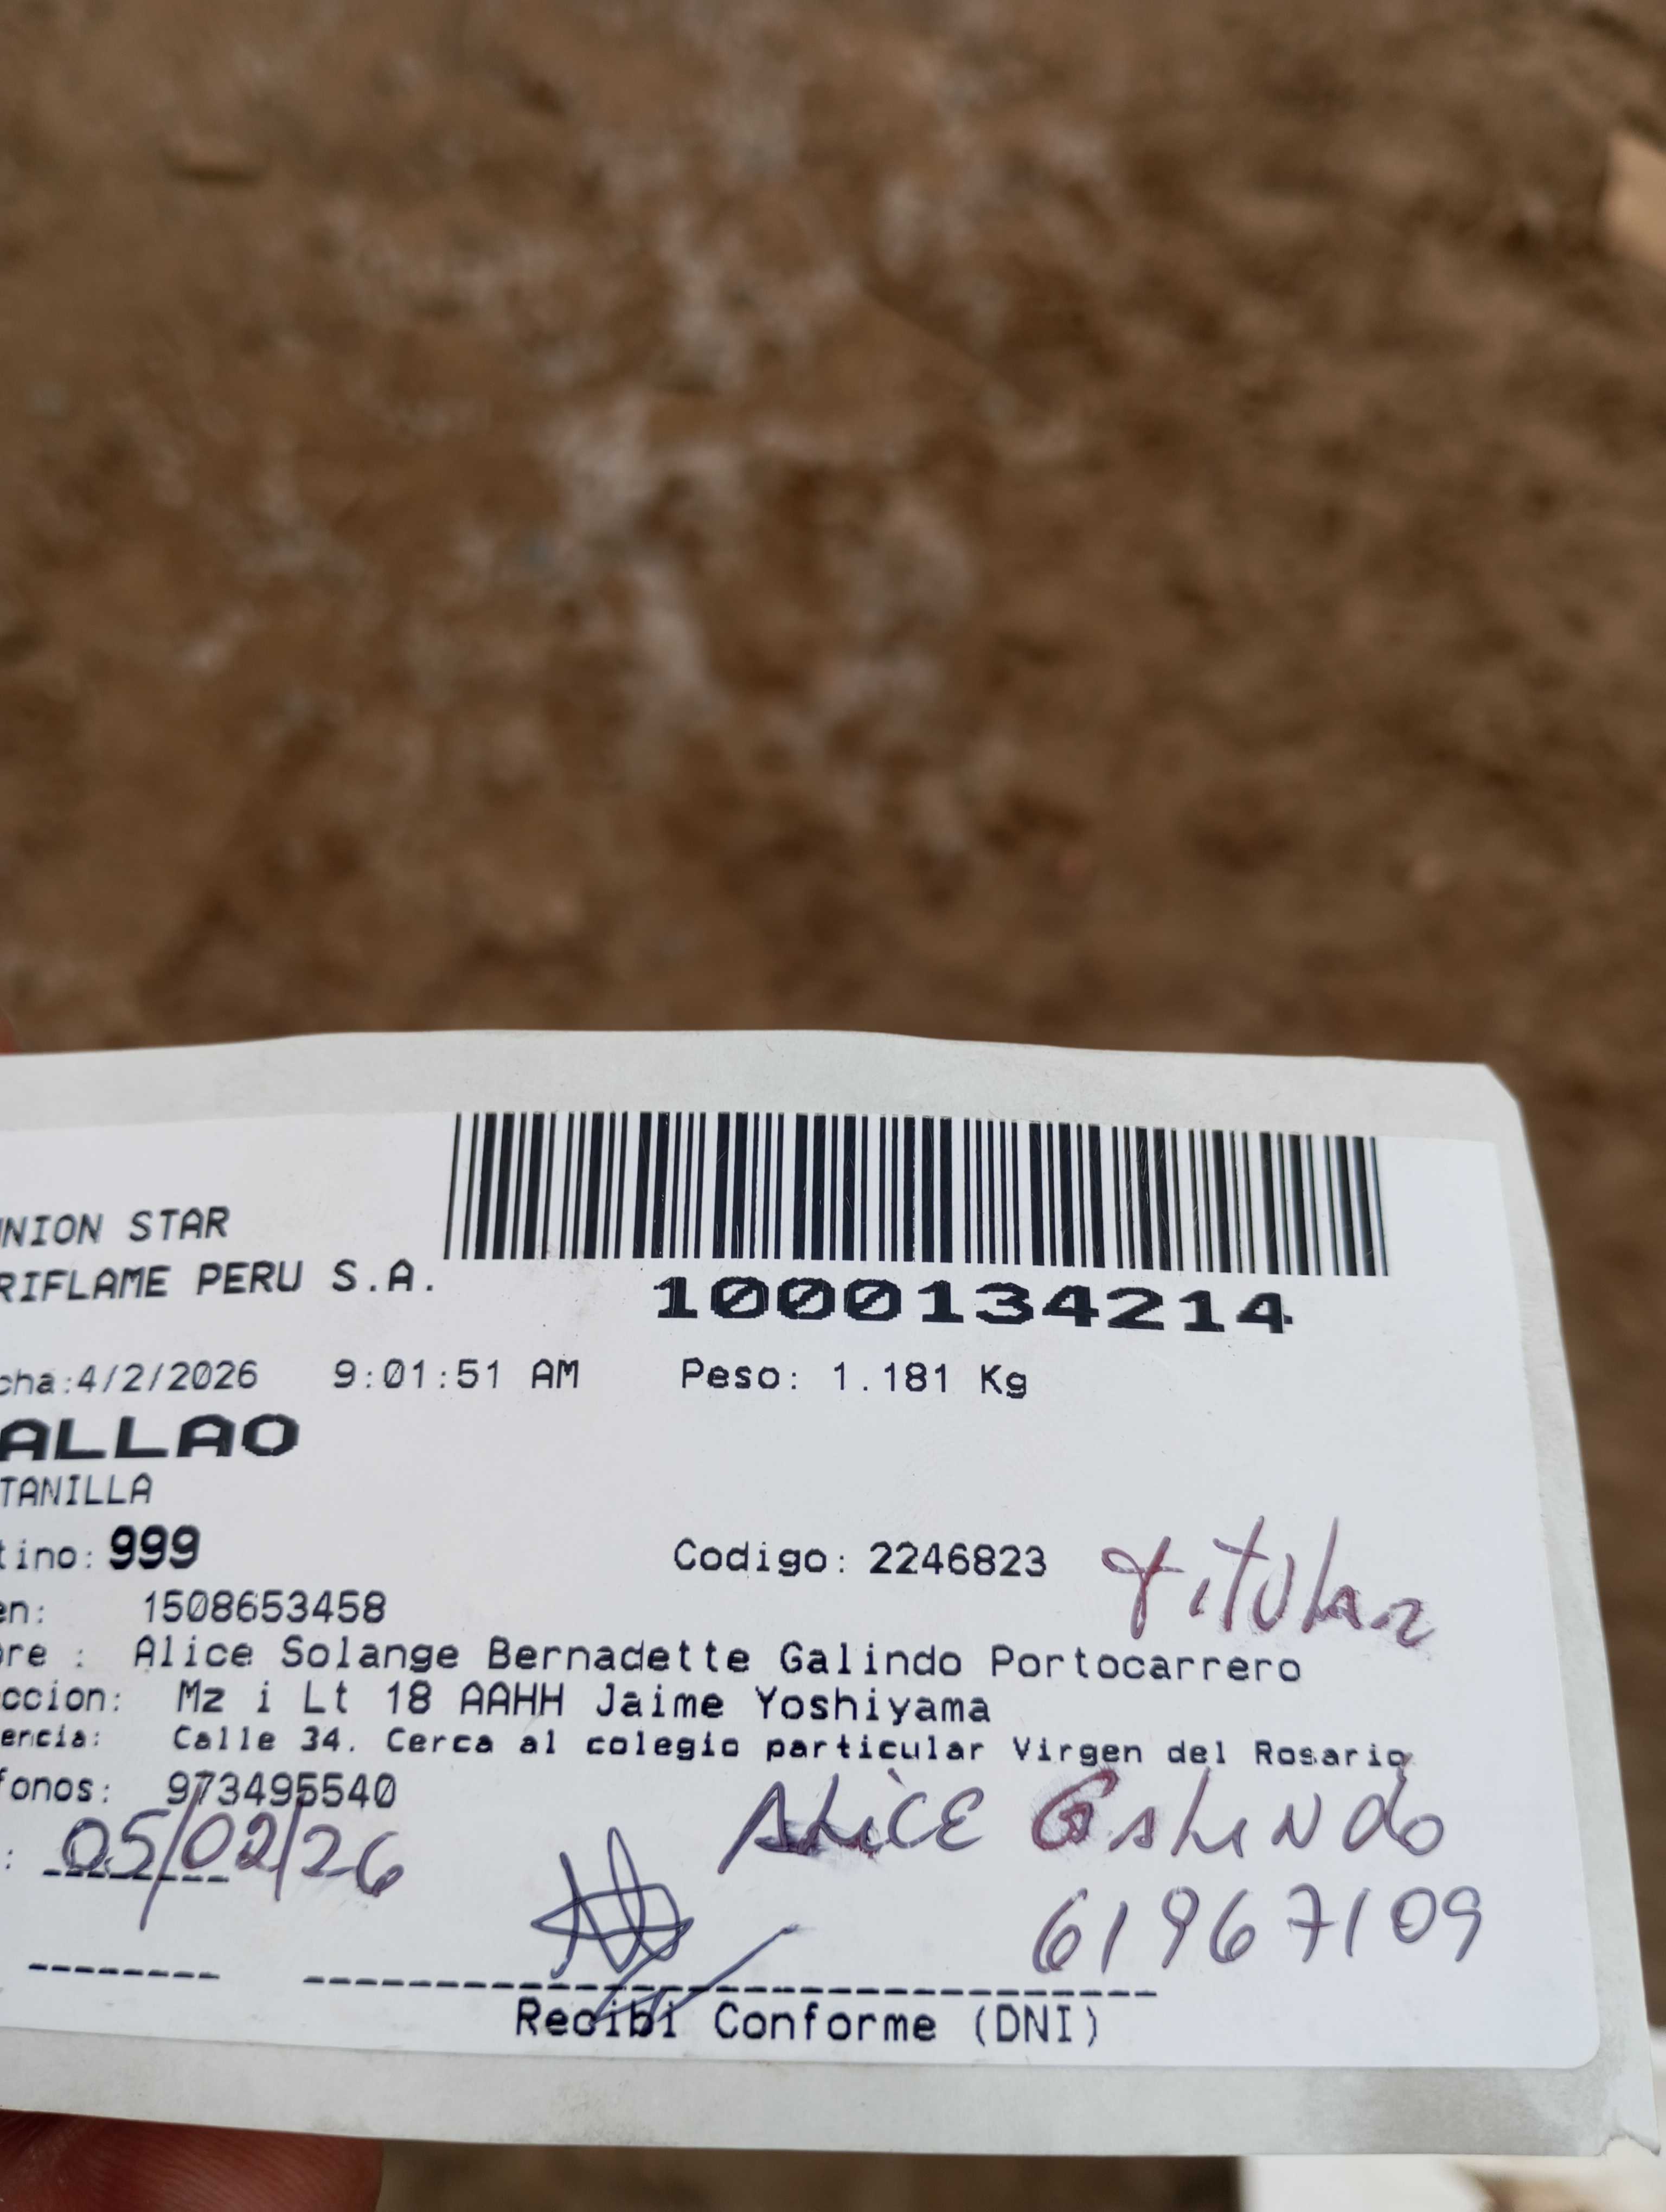 NION STAR
RIFLAME PERU S.A.
1000134214
cha:4/2/2026 9:01:51 AM Peso: 1.181 Kg
ALLAO
TANILLA
tino: 999 Codigo: 2246823 titular
en: 1508653458
bre : Alice Solange Bernadette Galindo Portocarrero
ccion: Mz i Lt 18 AAHH Jaime Yoshiyama
encia: Calle 34. Cerca al colegio particular Virgen del Rosario
fonos: 973495540
: 05/02/26 ALICE GALINDO
61967109
Recibi Conforme (DNI)